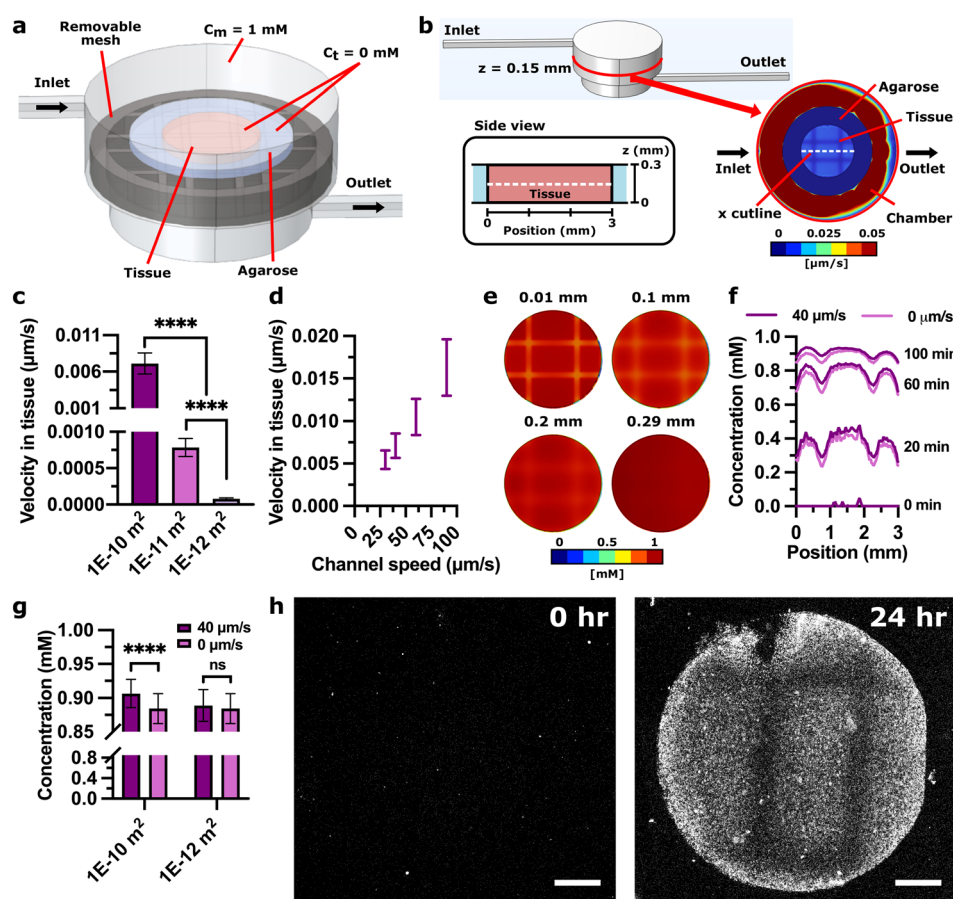 a
Removable
mesh
Cm = 1 mM
Ct = 0 mM
Inlet
Outlet
Tissue
Agarose
b
Inlet
z = 0.15 mm
Outlet
Side view
z (mm)
0.3
Tissue
0
0
3
Position (mm)
Agarose
Tissue
Inlet
Outlet
x cutline
Chamber
0 0.025 0.05
[µm/s]
c
Velocity in tissue (µm/s)
0.011
0.006
0.001
0.0010
0.0005
0.0000
****
****
1E-10 m²
1E-11 m²
1E-12 m²
d
Velocity in tissue (µm/s)
0.020
0.015
0.010
0.005
0.000
0
25
50
75
100
Channel speed (µm/s)
e
0.01 mm
0.1 mm
0.2 mm
0.29 mm
0 0.5 1
[mM]
f
40 µm/s
0 µm/s
Concentration (mM)
1.0
0.8
0.6
0.4
0.2
0
100 min
60 min
20 min
0 min
0 1 2 3
Position (mm)
g
40 µm/s
0 µm/s
Concentration (mM)
1.00
0.95
0.90
0.85
0.8
0.6
0.4
0.2
0.0
****
ns
1E-10 m²
1E-12 m²
h
0 hr
24 hr